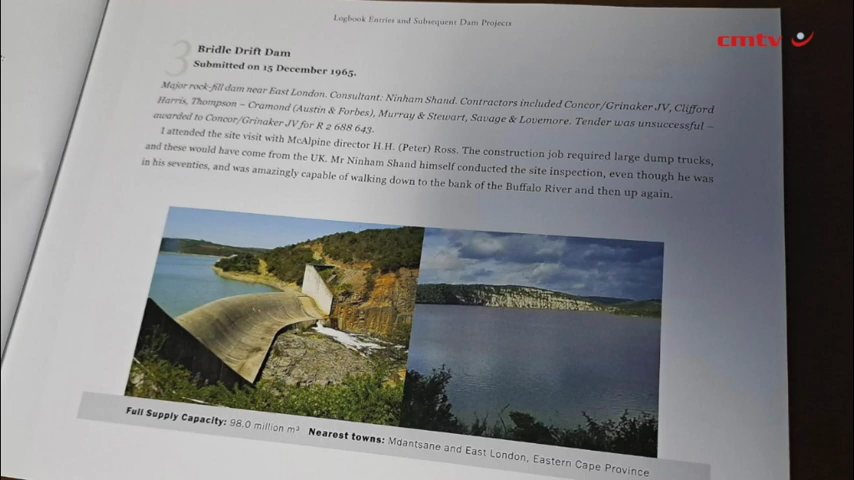 Logbook Entries and Subsequent Dam Projects
cmtv
3 Bridle Drift Dam
Submitted on 15 December 1965.
Major rock-fill dam near East London. Consultant: Ninham Shand. Contractors included Concor/Grinaker JV, Clifford
Harris, Thompson – Cramond (Austin & Forbes), Murray & Stewart, Savage & Lovemore. Tender was unsuccessful –
awarded to Concor/Grinaker JV for R 2 688 643.
I attended the site visit with McAlpine director H.H. (Peter) Ross. The construction job required large dump trucks,
and these would have come from the UK. Mr Ninham Shand himself conducted the site inspection, even though he was
in his seventies, and was amazingly capable of walking down to the bank of the Buffalo River and then up again.
Full Supply Capacity: 98.0 million m³ Nearest towns: Mdantsane and East London, Eastern Cape Province